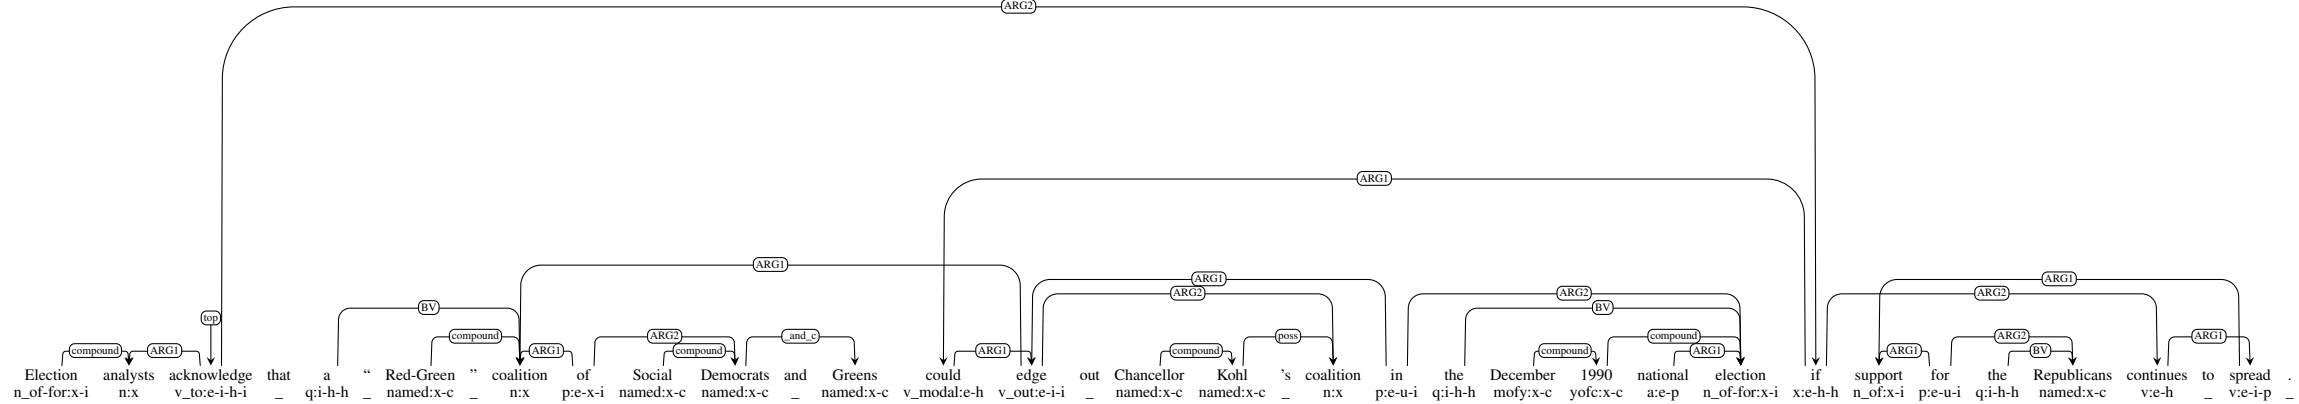 ARG2
ARG1
ARG1
ARG1 ARG1
ARG2 ARG2 ARG2
top BV BV
compound ARG2 _and_c poss compound ARG2 ARG1
compound ARG1 ARG1 compound ARG1 compound compound ARG1 ARG1 BV
Election analysts acknowledge that a “ Red-Green ” coalition of Social Democrats and Greens could edge out Chancellor Kohl ’s coalition in the December 1990 national election if support for the Republicans continues to spread .
n_of-for:x-i n:x v_to:e-i-h-i _ q:i-h-h _ named:x-c _ n:x p:e-x-i named:x-c named:x-c _ named:x-c v_modal:e-h v_out:e-i-i _ named:x-c named:x-c _ n:x p:e-u-i q:i-h-h mofy:x-c yofc:x-c a:e-p n_of-for:x-i x:e-h-h n_of:x-i p:e-u-i q:i-h-h named:x-c v:e-h _ v:e-i-p _